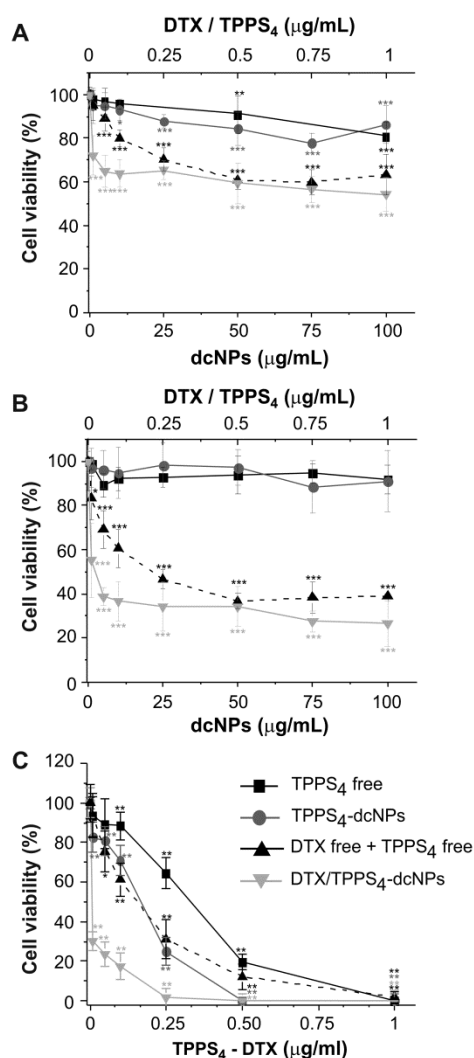 A
DTX / TPPS4 (μg/mL)
0 0.25 0.5 0.75 1
Cell viability (%)
100
80
60
40
20
0
** *** * *** *** *** *** *** *** *** *** *** *** *** *** ****** *** *** *** ***
0 25 50 75 100
dcNPs (μg/mL)
B
DTX / TPPS4 (μg/mL)
0 0.25 0.5 0.75 1
Cell viability (%)
100
80
60
40
20
0
* *** *** *** *** *** *** *** *** *** *** *** *** ***
0 25 50 75 100
dcNPs (μg/mL)
C
Cell viability (%)
120
100
80
60
40
20
0
TPPS4 free
TPPS4-dcNPs
DTX free + TPPS4 free
DTX/TPPS4-dcNPs
0 0.25 0.50 0.75 1
TPPS4 - DTX (μg/ml)